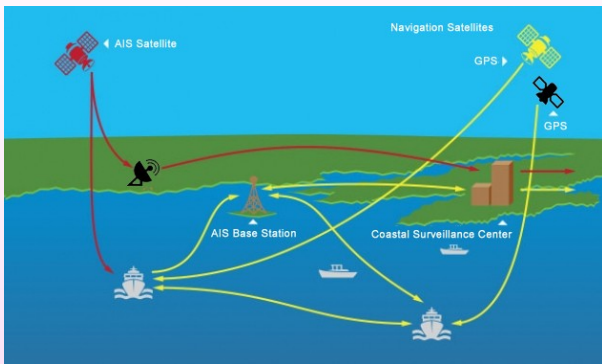 AIS Satellite
Navigation Satellites
GPS
GPS
AIS Base Station
Coastal Surveillance Center